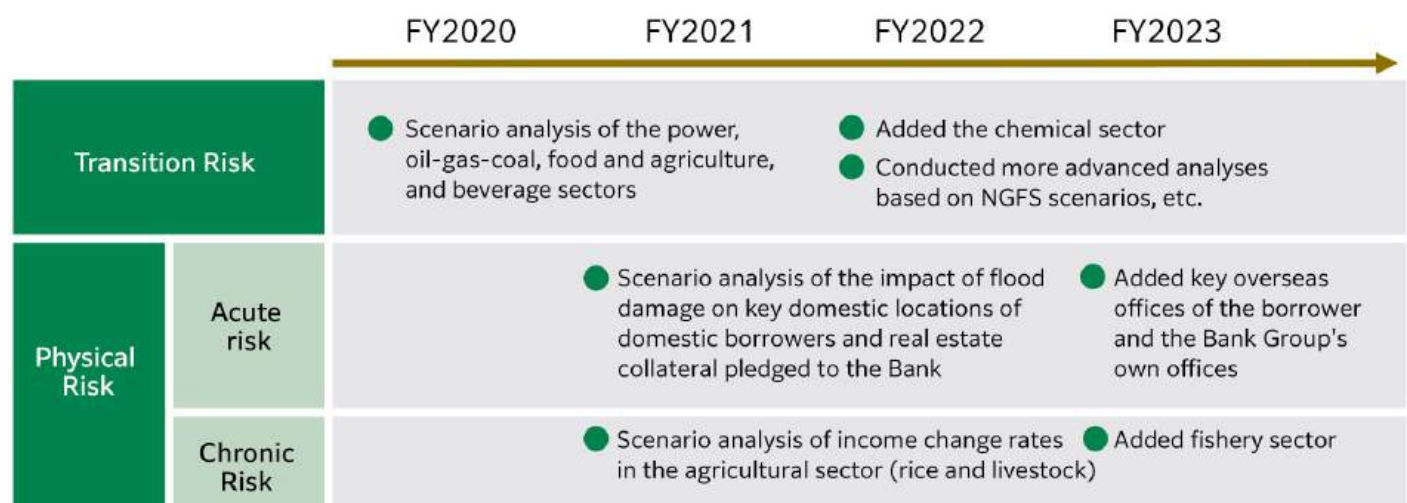 FY2020 FY2021 FY2022 FY2023
Transition Risk
Scenario analysis of the power,
oil-gas-coal, food and agriculture,
and beverage sectors
Added the chemical sector
Conducted more advanced analyses
based on NGFS scenarios, etc.
Physical
Risk
Acute
risk
Scenario analysis of the impact of flood
damage on key domestic locations of
domestic borrowers and real estate
collateral pledged to the Bank
Added key overseas
offices of the borrower
and the Bank Group's
own offices
Chronic
Risk
Scenario analysis of income change rates
in the agricultural sector (rice and livestock)
Added fishery sector